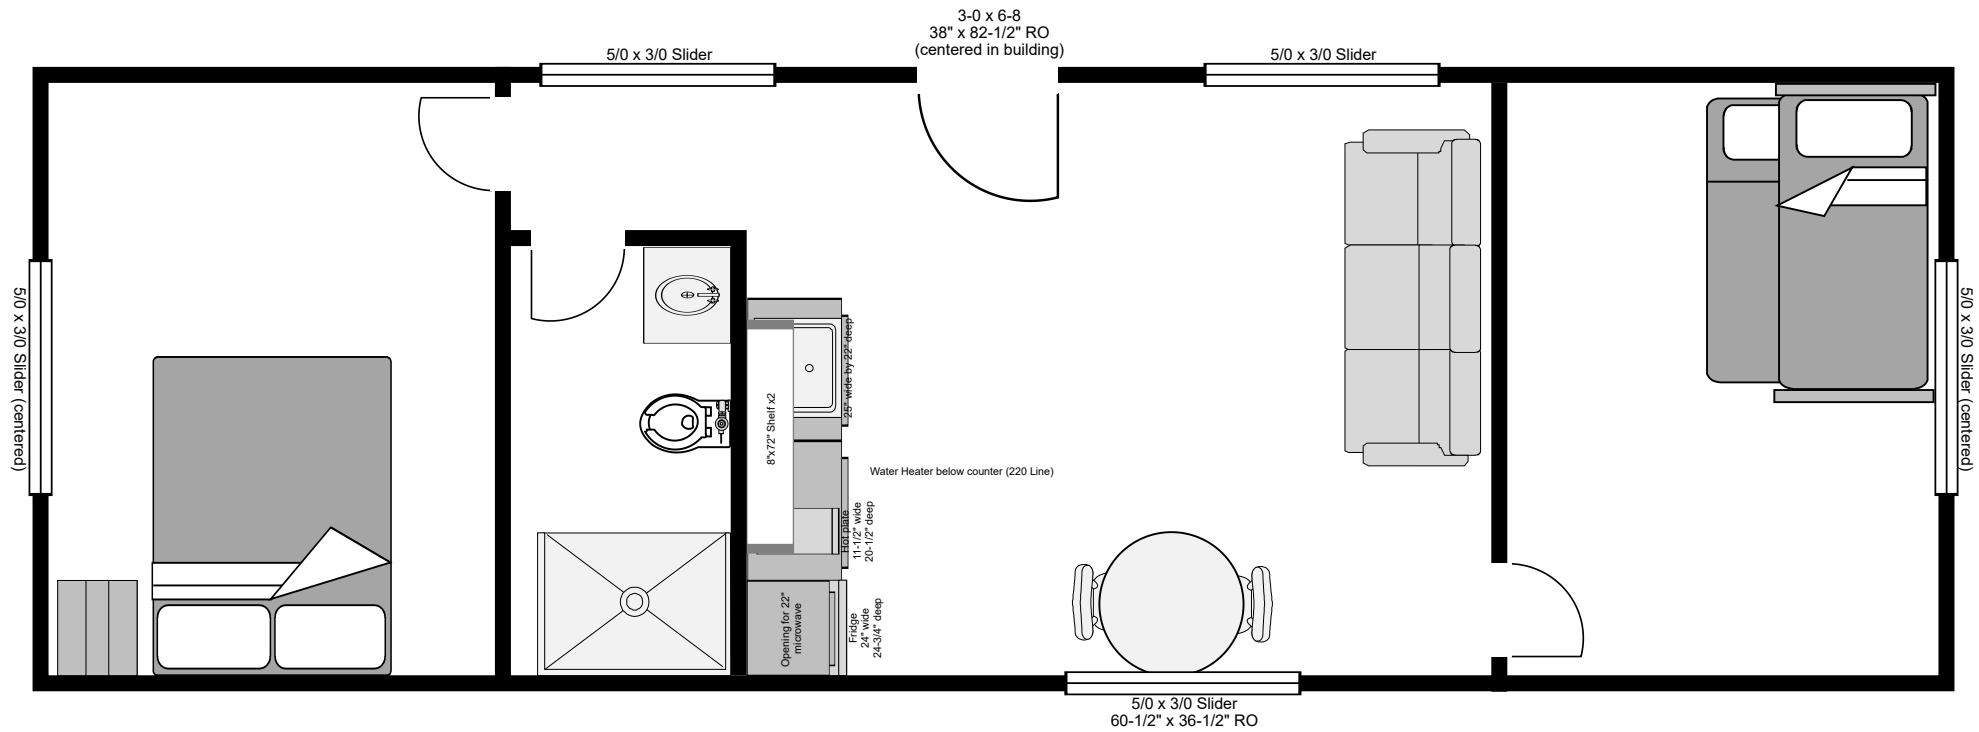 3-0 x 6-8
38" x 82-1/2" RO
(centered in building)
5/0 x 3/0 Slider
5/0 x 3/0 Slider
5/0 x 3/0 Slider (centered)
5/0 x 3/0 Slider (centered)
25" wide by 22" deep
8"x72" Shelf x2
Water Heater below counter (220 Line)
Hot plate
11-1/2" wide
20-1/2" deep
Opening for 22"
microwave
Fridge
24" wide
24-3/4" deep
5/0 x 3/0 Slider
60-1/2" x 36-1/2" RO